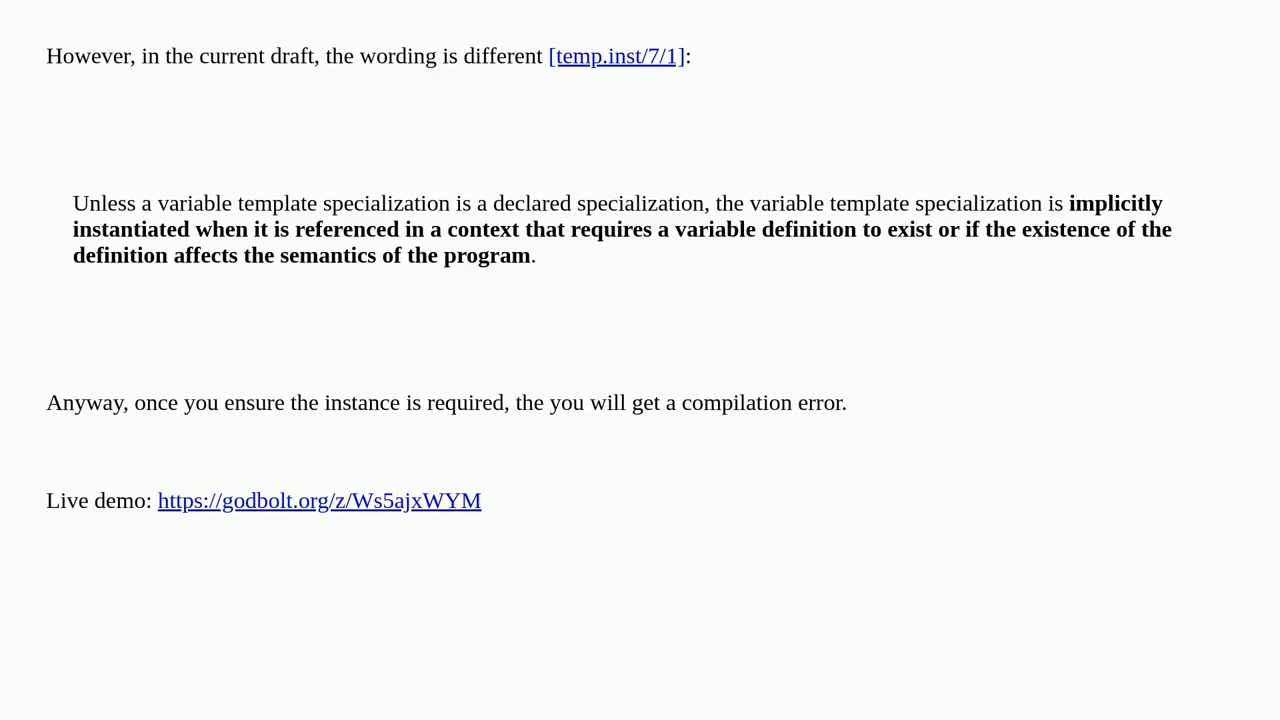 However, in the current draft, the wording is different [temp.inst/7/1]:
Unless a variable template specialization is a declared specialization, the variable template specialization is implicitly
instantiated when it is referenced in a context that requires a variable definition to exist or if the existence of the
definition affects the semantics of the program.
Anyway, once you ensure the instance is required, the you will get a compilation error.
Live demo: https://godbolt.org/z/Ws5ajxWYM